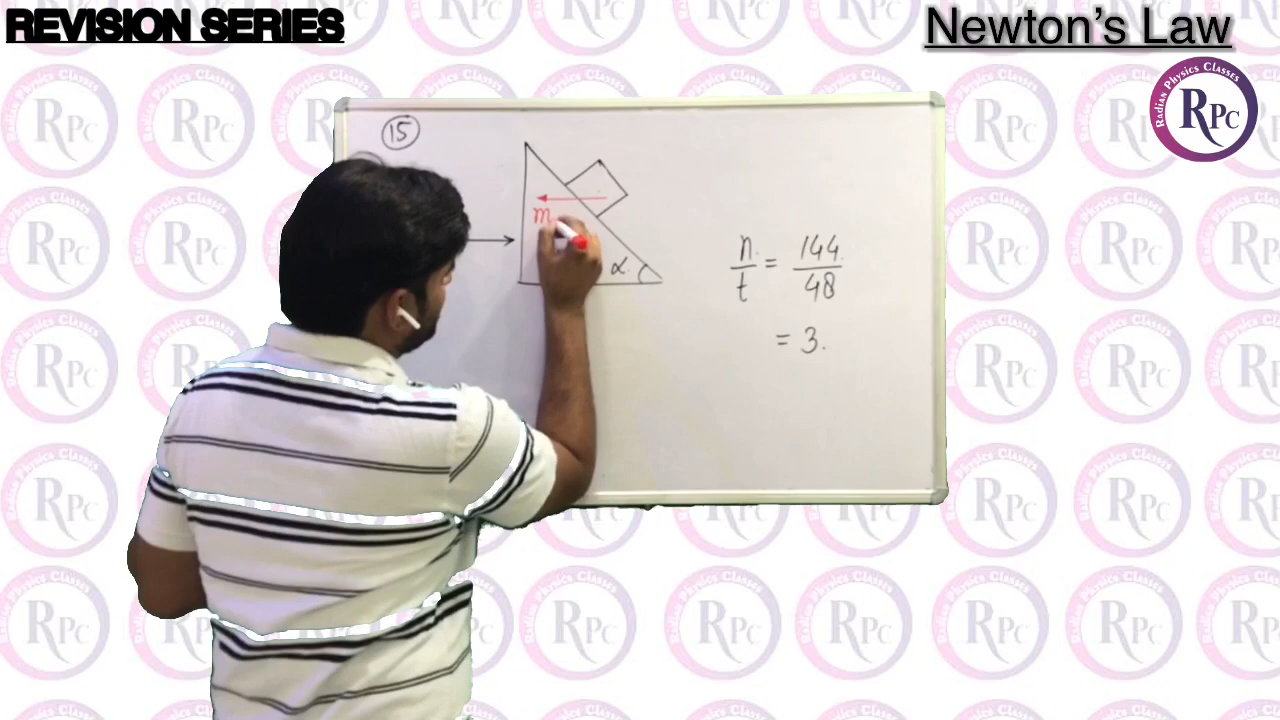 REVISION SERIES
Newton’s Law
Radian Physics Classes
RPC
15
m
α
n/t = 144/48
= 3.